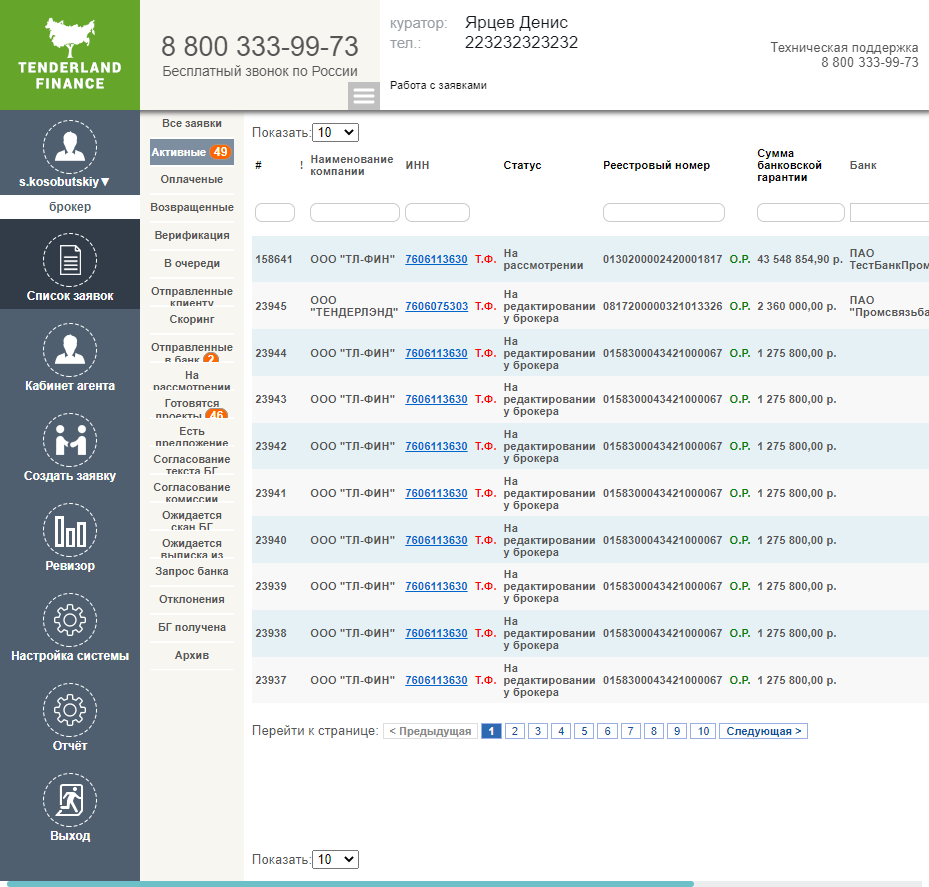 TENDERLAND
FINANCE
8 800 333-99-73
Бесплатный звонок по России
куратор: Ярцев Денис
тел.: 223232323232
Работа с заявками
Техническая поддержка
8 800 333-99-73
s.kosobutskiy▼
брокер
Список заявок
Кабинет агента
Создать заявку
Ревизор
Настройка системы
Отчёт
Выход
Все заявки
Активные 49
Оплаченые
Возвращенные
Верификация
В очереди
Отправленные
клиенту
Скоринг
Отправленные
в банк 2
На
рассмотрении
Готовятся
проекты 46
Есть
предложение
Согласование
текста БГ
Согласование
комиссии
Ожидается
скан БГ
Ожидается
выписка из
Запрос банка
Отклонения
БГ получена
Архив
Показать: 10
# ! Наименование компании ИНН Статус Реестровый номер Сумма банковской гарантии Банк
158641 ООО "ТЛ-ФИН" 7606113630 Т.Ф. На рассмотрении 0130200002420001817 О.Р. 43 548 854,90 р. ПАО ТестБанкПром
23945 ООО "ТЕНДЕРЛЭНД" 7606075303 Т.Ф. На редактировании у брокера 0817200000321013326 О.Р. 2 360 000,00 р. ПАО "Промсвязьба
23944 ООО "ТЛ-ФИН" 7606113630 Т.Ф. На редактировании у брокера 0158300043421000067 О.Р. 1 275 800,00 р.
23943 ООО "ТЛ-ФИН" 7606113630 Т.Ф. На редактировании у брокера 0158300043421000067 О.Р. 1 275 800,00 р.
23942 ООО "ТЛ-ФИН" 7606113630 Т.Ф. На редактировании у брокера 0158300043421000067 О.Р. 1 275 800,00 р.
23941 ООО "ТЛ-ФИН" 7606113630 Т.Ф. На редактировании у брокера 0158300043421000067 О.Р. 1 275 800,00 р.
23940 ООО "ТЛ-ФИН" 7606113630 Т.Ф. На редактировании у брокера 0158300043421000067 О.Р. 1 275 800,00 р.
23939 ООО "ТЛ-ФИН" 7606113630 Т.Ф. На редактировании у брокера 0158300043421000067 О.Р. 1 275 800,00 р.
23938 ООО "ТЛ-ФИН" 7606113630 Т.Ф. На редактировании у брокера 0158300043421000067 О.Р. 1 275 800,00 р.
23937 ООО "ТЛ-ФИН" 7606113630 Т.Ф. На редактировании у брокера 0158300043421000067 О.Р. 1 275 800,00 р.
Перейти к странице: < Предыдущая 1 2 3 4 5 6 7 8 9 10 Следующая >
Показать: 10